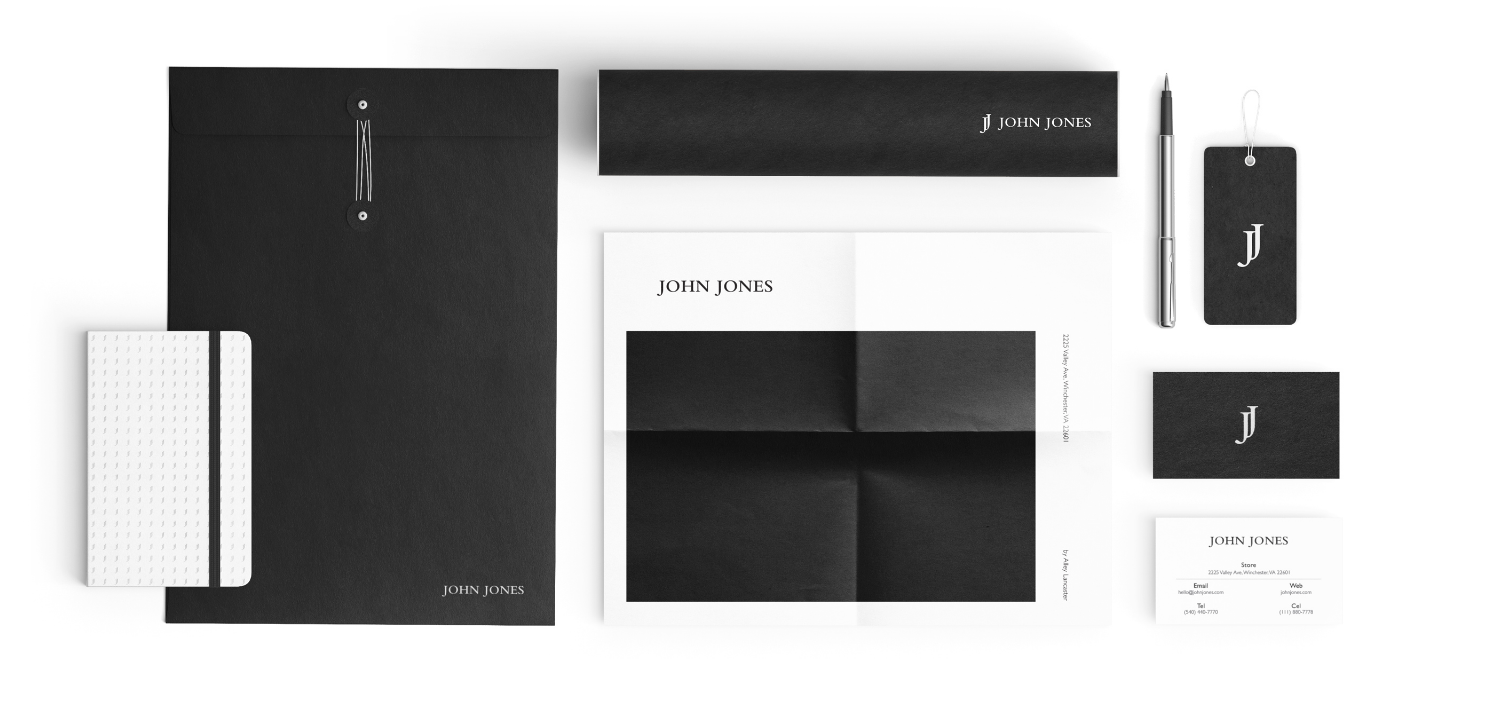 JJ JOHN JONES
JOHN JONES
2225 Valley Ave, Winchester, VA 22601
by Alley Lancaster
JOHN JONES
JJ
JJ
JOHN JONES
Store
2225 Valley Ave, Winchester, VA 22601
Email
hello@johnjones.com
Web
johnjones.com
Tel
(540) 440-7770
Cel
(111) 880-7778